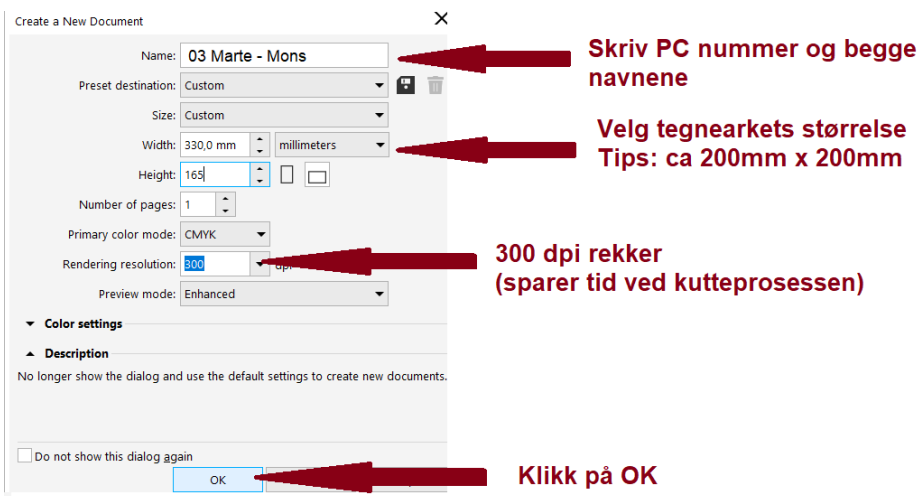 Create a New Document
Name: 03 Marte - Mons
Skriv PC nummer og begge
navnene
Preset destination: Custom
Size: Custom
Width: 330,0 mm millimeters
Velg tegnearkets størrelse
Tips: ca 200mm x 200mm
Height: 165
Number of pages: 1
Primary color mode: CMYK
Rendering resolution: 300
300 dpi rekker
(sparer tid ved kutteprosessen)
Preview mode: Enhanced
Color settings
Description
No longer show the dialog and use the default settings to create new documents.
Do not show this dialog again
OK
Klikk på OK